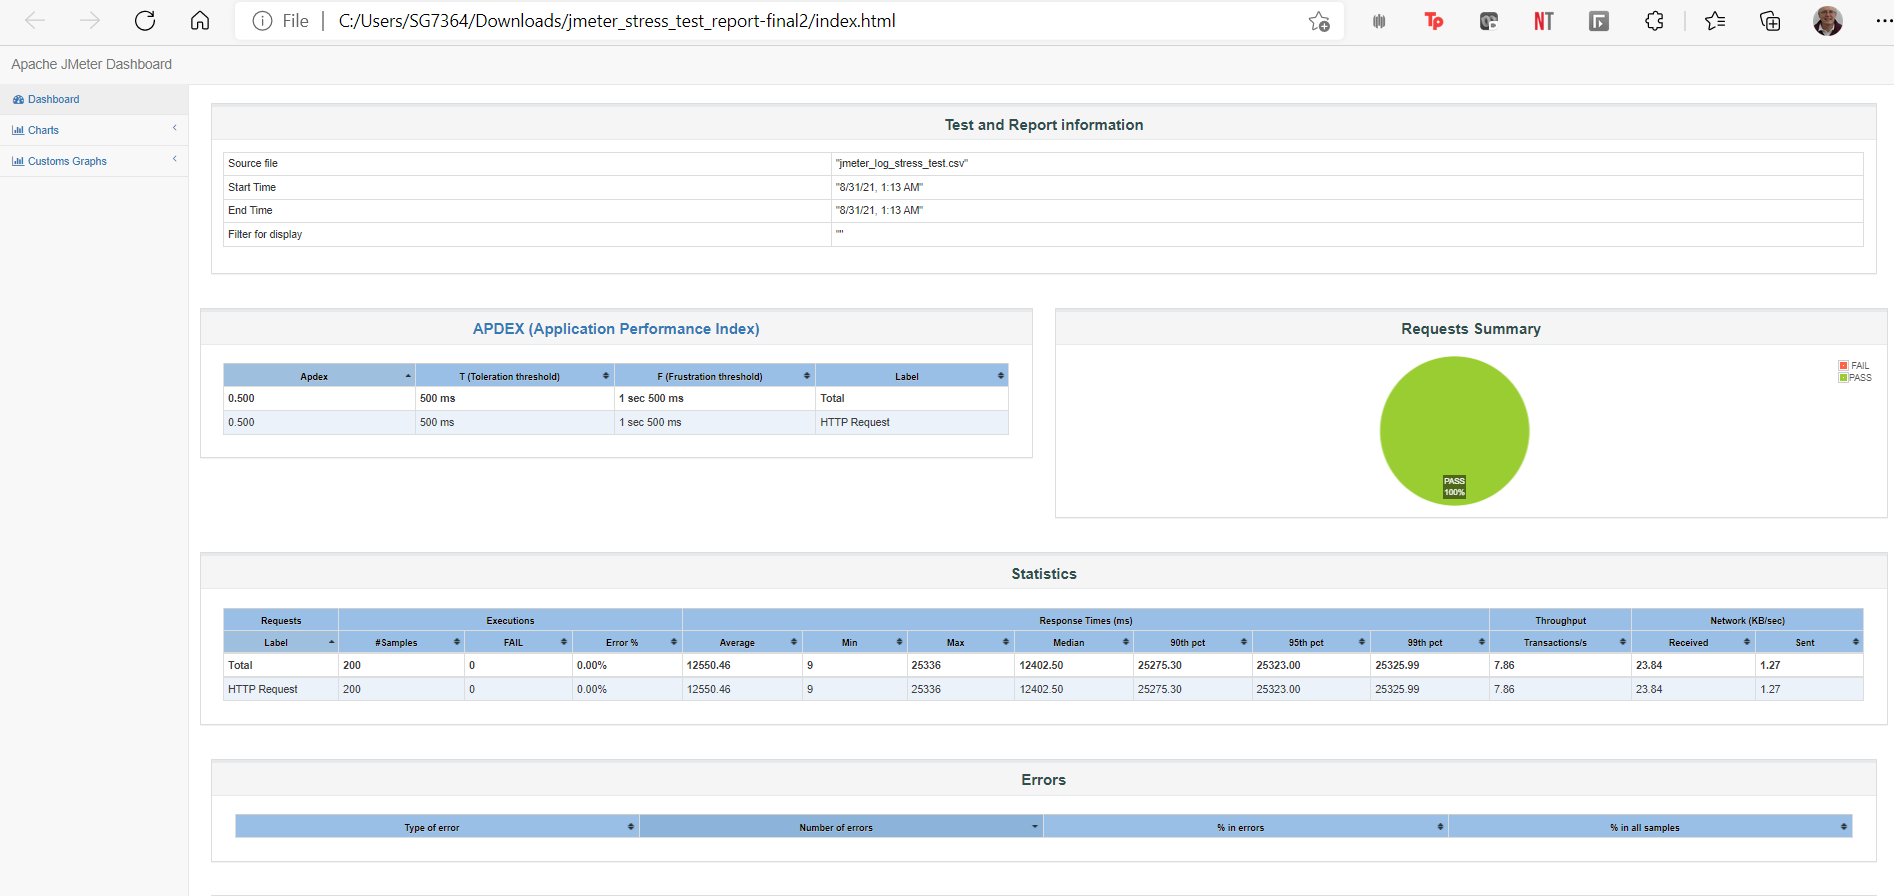 File | C:/Users/SG7364/Downloads/jmeter_stress_test_report-final2/index.html
Apache JMeter Dashboard
Dashboard
Charts
Customs Graphs
Test and Report information
Source file "jmeter_log_stress_test.csv"
Start Time "8/31/21, 1:13 AM"
End Time "8/31/21, 1:13 AM"
Filter for display ""
APDEX (Application Performance Index)
Apdex T (Toleration threshold) F (Frustration threshold) Label
0.500 500 ms 1 sec 500 ms Total
0.500 500 ms 1 sec 500 ms HTTP Request
Requests Summary
FAIL
PASS
PASS
100%
Statistics
Requests Executions Response Times (ms) Throughput Network (KB/sec)
Label #Samples FAIL Error % Average Min Max Median 90th pct 95th pct 99th pct Transactions/s Received Sent
Total 200 0 0.00% 12550.46 9 25336 12402.50 25275.30 25323.00 25325.99 7.86 23.84 1.27
HTTP Request 200 0 0.00% 12550.46 9 25336 12402.50 25275.30 25323.00 25325.99 7.86 23.84 1.27
Errors
Type of error Number of errors % in errors % in all samples